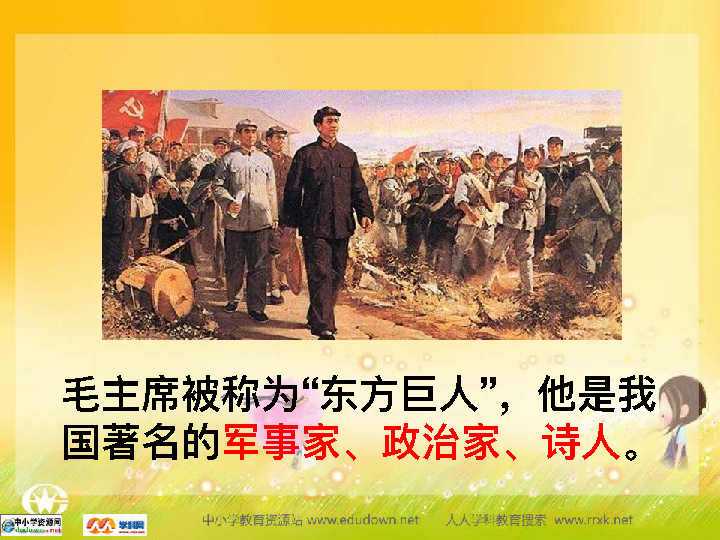 毛主席被称为“东方巨人”，他是我
国著名的军事家、政治家、诗人。
中小学资源网
学科网
中小学教育资源站 www.edudown.net 人人学科教育搜索 www.rrxk.net